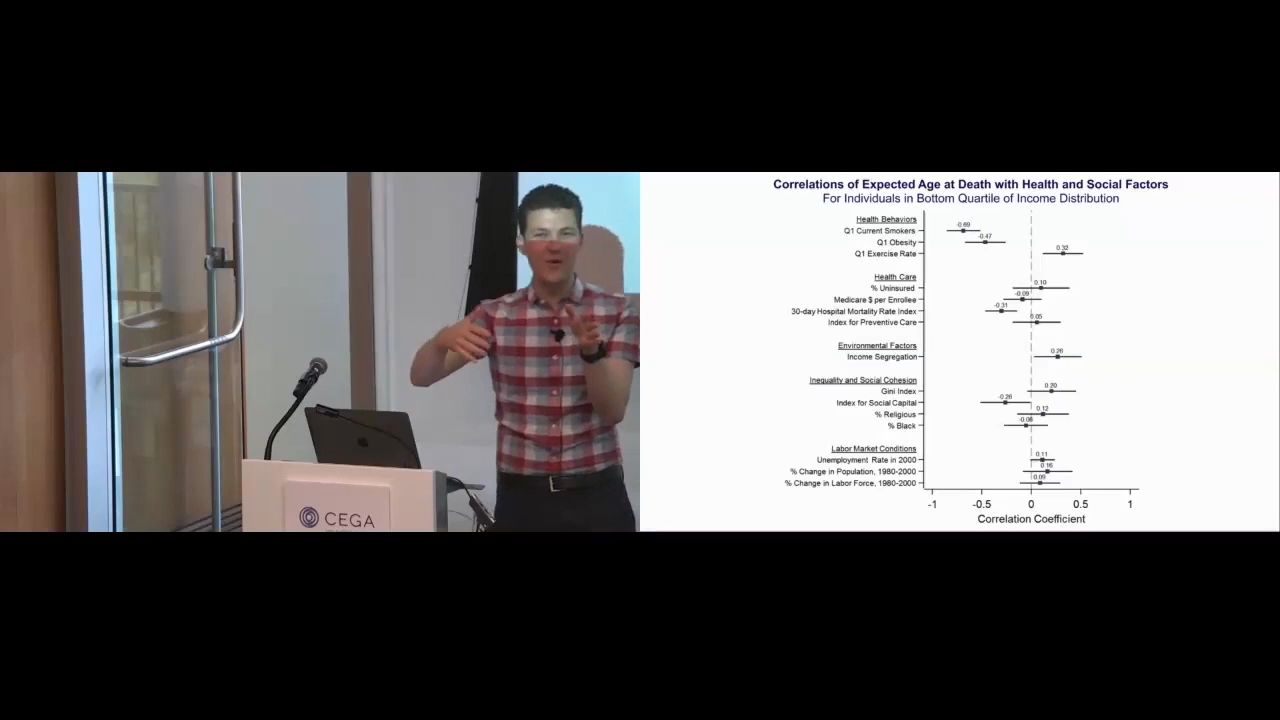 CEGA
Correlations of Expected Age at Death with Health and Social Factors
For Individuals in Bottom Quartile of Income Distribution
Health Behaviors
Q1 Current Smokers
-0.69
Q1 Obesity
-0.47
Q1 Exercise Rate
0.32
Health Care
% Uninsured
0.10
Medicare $ per Enrollee
-0.09
30-day Hospital Mortality Rate Index
-0.31
Index for Preventive Care
0.05
Environmental Factors
Income Segregation
0.26
Inequality and Social Cohesion
Gini Index
0.20
Index for Social Capital
-0.26
% Religious
0.12
% Black
-0.06
Labor Market Conditions
Unemployment Rate in 2000
0.11
% Change in Population, 1980-2000
0.16
% Change in Labor Force, 1980-2000
0.09
-1 -0.5 0 0.5 1
Correlation Coefficient